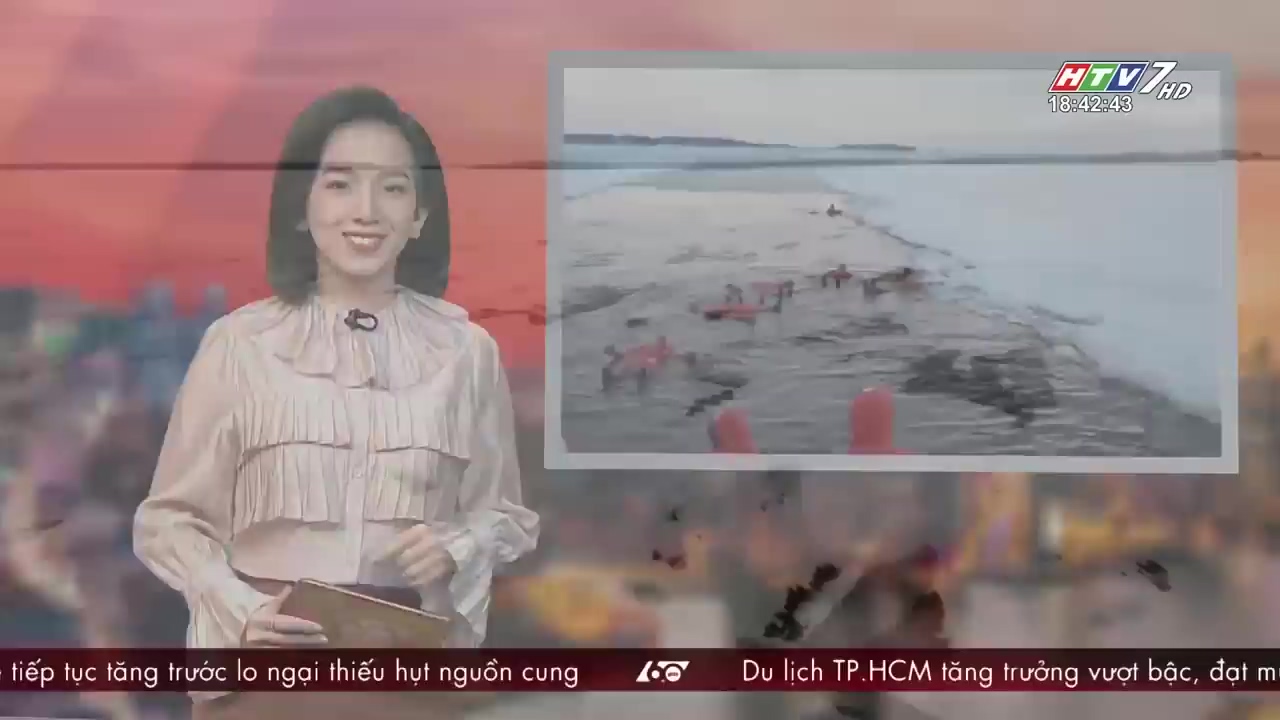 HTV7 HD
18:42:43
tiếp tục tăng trước lo ngại thiếu hụt nguồn cung
60
Du lịch TP.HCM tăng trưởng vượt bậc, đạt